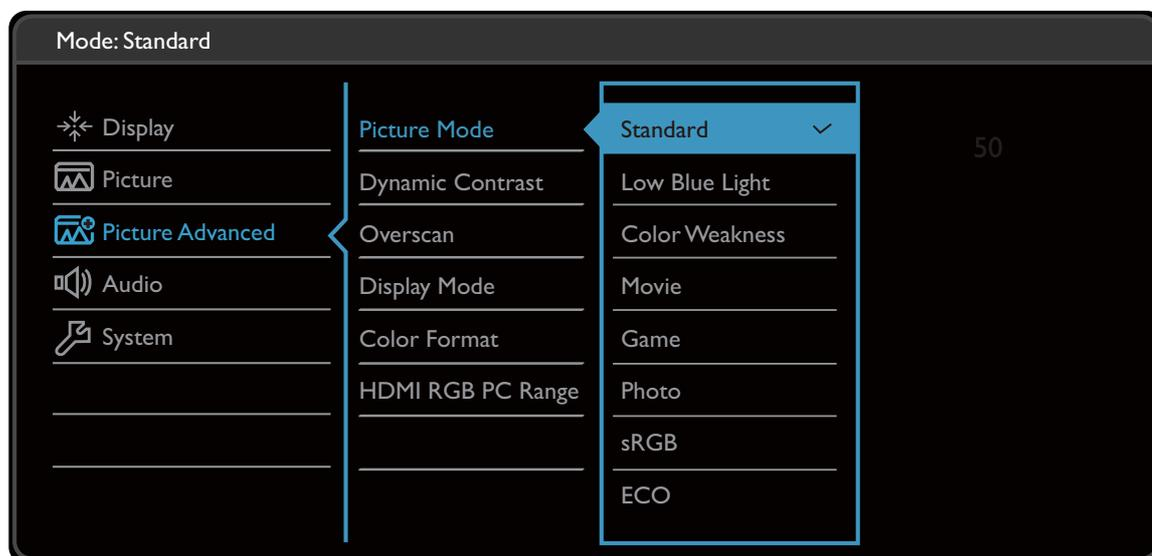 Mode: Standard
Display
Picture
Picture Advanced
Audio
System
Picture Mode
Dynamic Contrast
Overscan
Display Mode
Color Format
HDMI RGB PC Range
Standard
Low Blue Light
Color Weakness
Movie
Game
Photo
sRGB
ECO
50